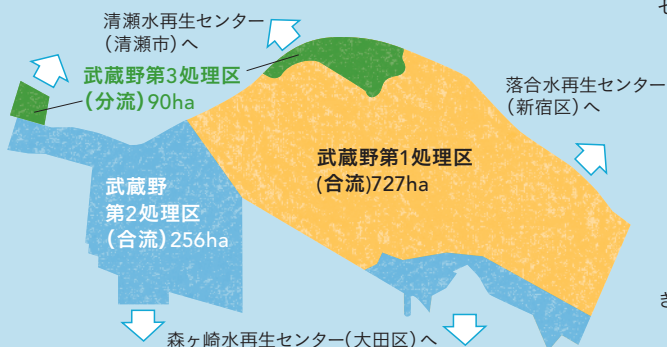 清瀬水再生センター
(清瀬市)へ
武蔵野第3処理区
(分流)90ha
落合水再生センター
(新宿区)へ
武蔵野第1処理区
(合流)727ha
武蔵野
第2処理区
(合流)256ha
森ヶ崎水再生センター(大田区)へ